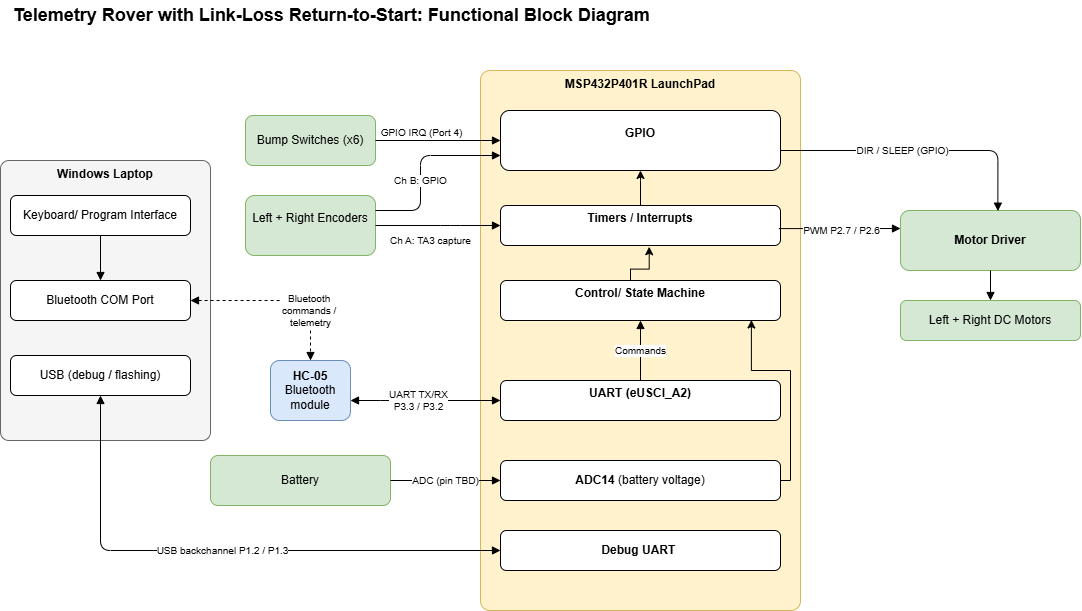 Telemetry Rover with Link-Loss Return-to-Start: Functional Block Diagram
MSP432P401R LaunchPad
Bump Switches (x6)
GPIO IRQ (Port 4)
GPIO
DIR / SLEEP (GPIO)
Windows Laptop
Ch B: GPIO
Keyboard/ Program Interface
Left + Right Encoders
Ch A: TA3 capture
Timers / Interrupts
PWM P2.7 / P2.6
Motor Driver
Bluetooth COM Port
Bluetooth
commands /
telemetry
Control/ State Machine
Left + Right DC Motors
Commands
USB (debug / flashing)
HC-05
Bluetooth
module
UART TX/RX
P3.3 / P3.2
UART (eUSCI_A2)
Battery
ADC (pin TBD)
ADC14 (battery voltage)
USB backchannel P1.2 / P1.3
Debug UART